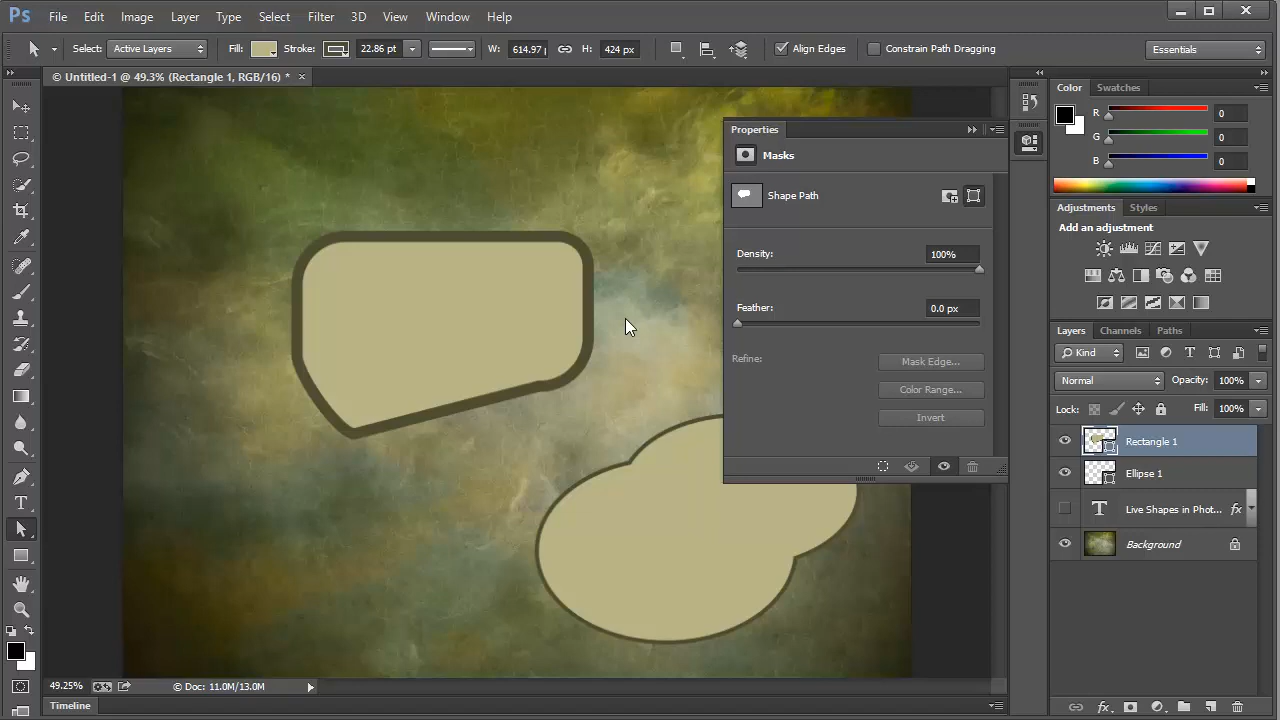 Ps File Edit Image Layer Type Select Filter 3D View Window Help
Select: Active Layers Fill: Stroke: 22.86 pt W: 614.97 p H: 424 px Align Edges Constrain Path Dragging Essentials
© Untitled-1 @ 49.3% (Rectangle 1, RGB/16) * ×
Properties
Masks
Shape Path
Density: 100%
Feather: 0.0 px
Refine: Mask Edge...
Color Range...
Invert
Color Swatches
R 0
G 0
B 0
Adjustments Styles
Add an adjustment
Layers Channels Paths
Kind T
Normal Opacity: 100%
Lock: Fill: 100%
Rectangle 1
Ellipse 1
T Live Shapes in Phot... fx
Background
49.25% © Doc: 11.0M/13.0M
Timeline
fx